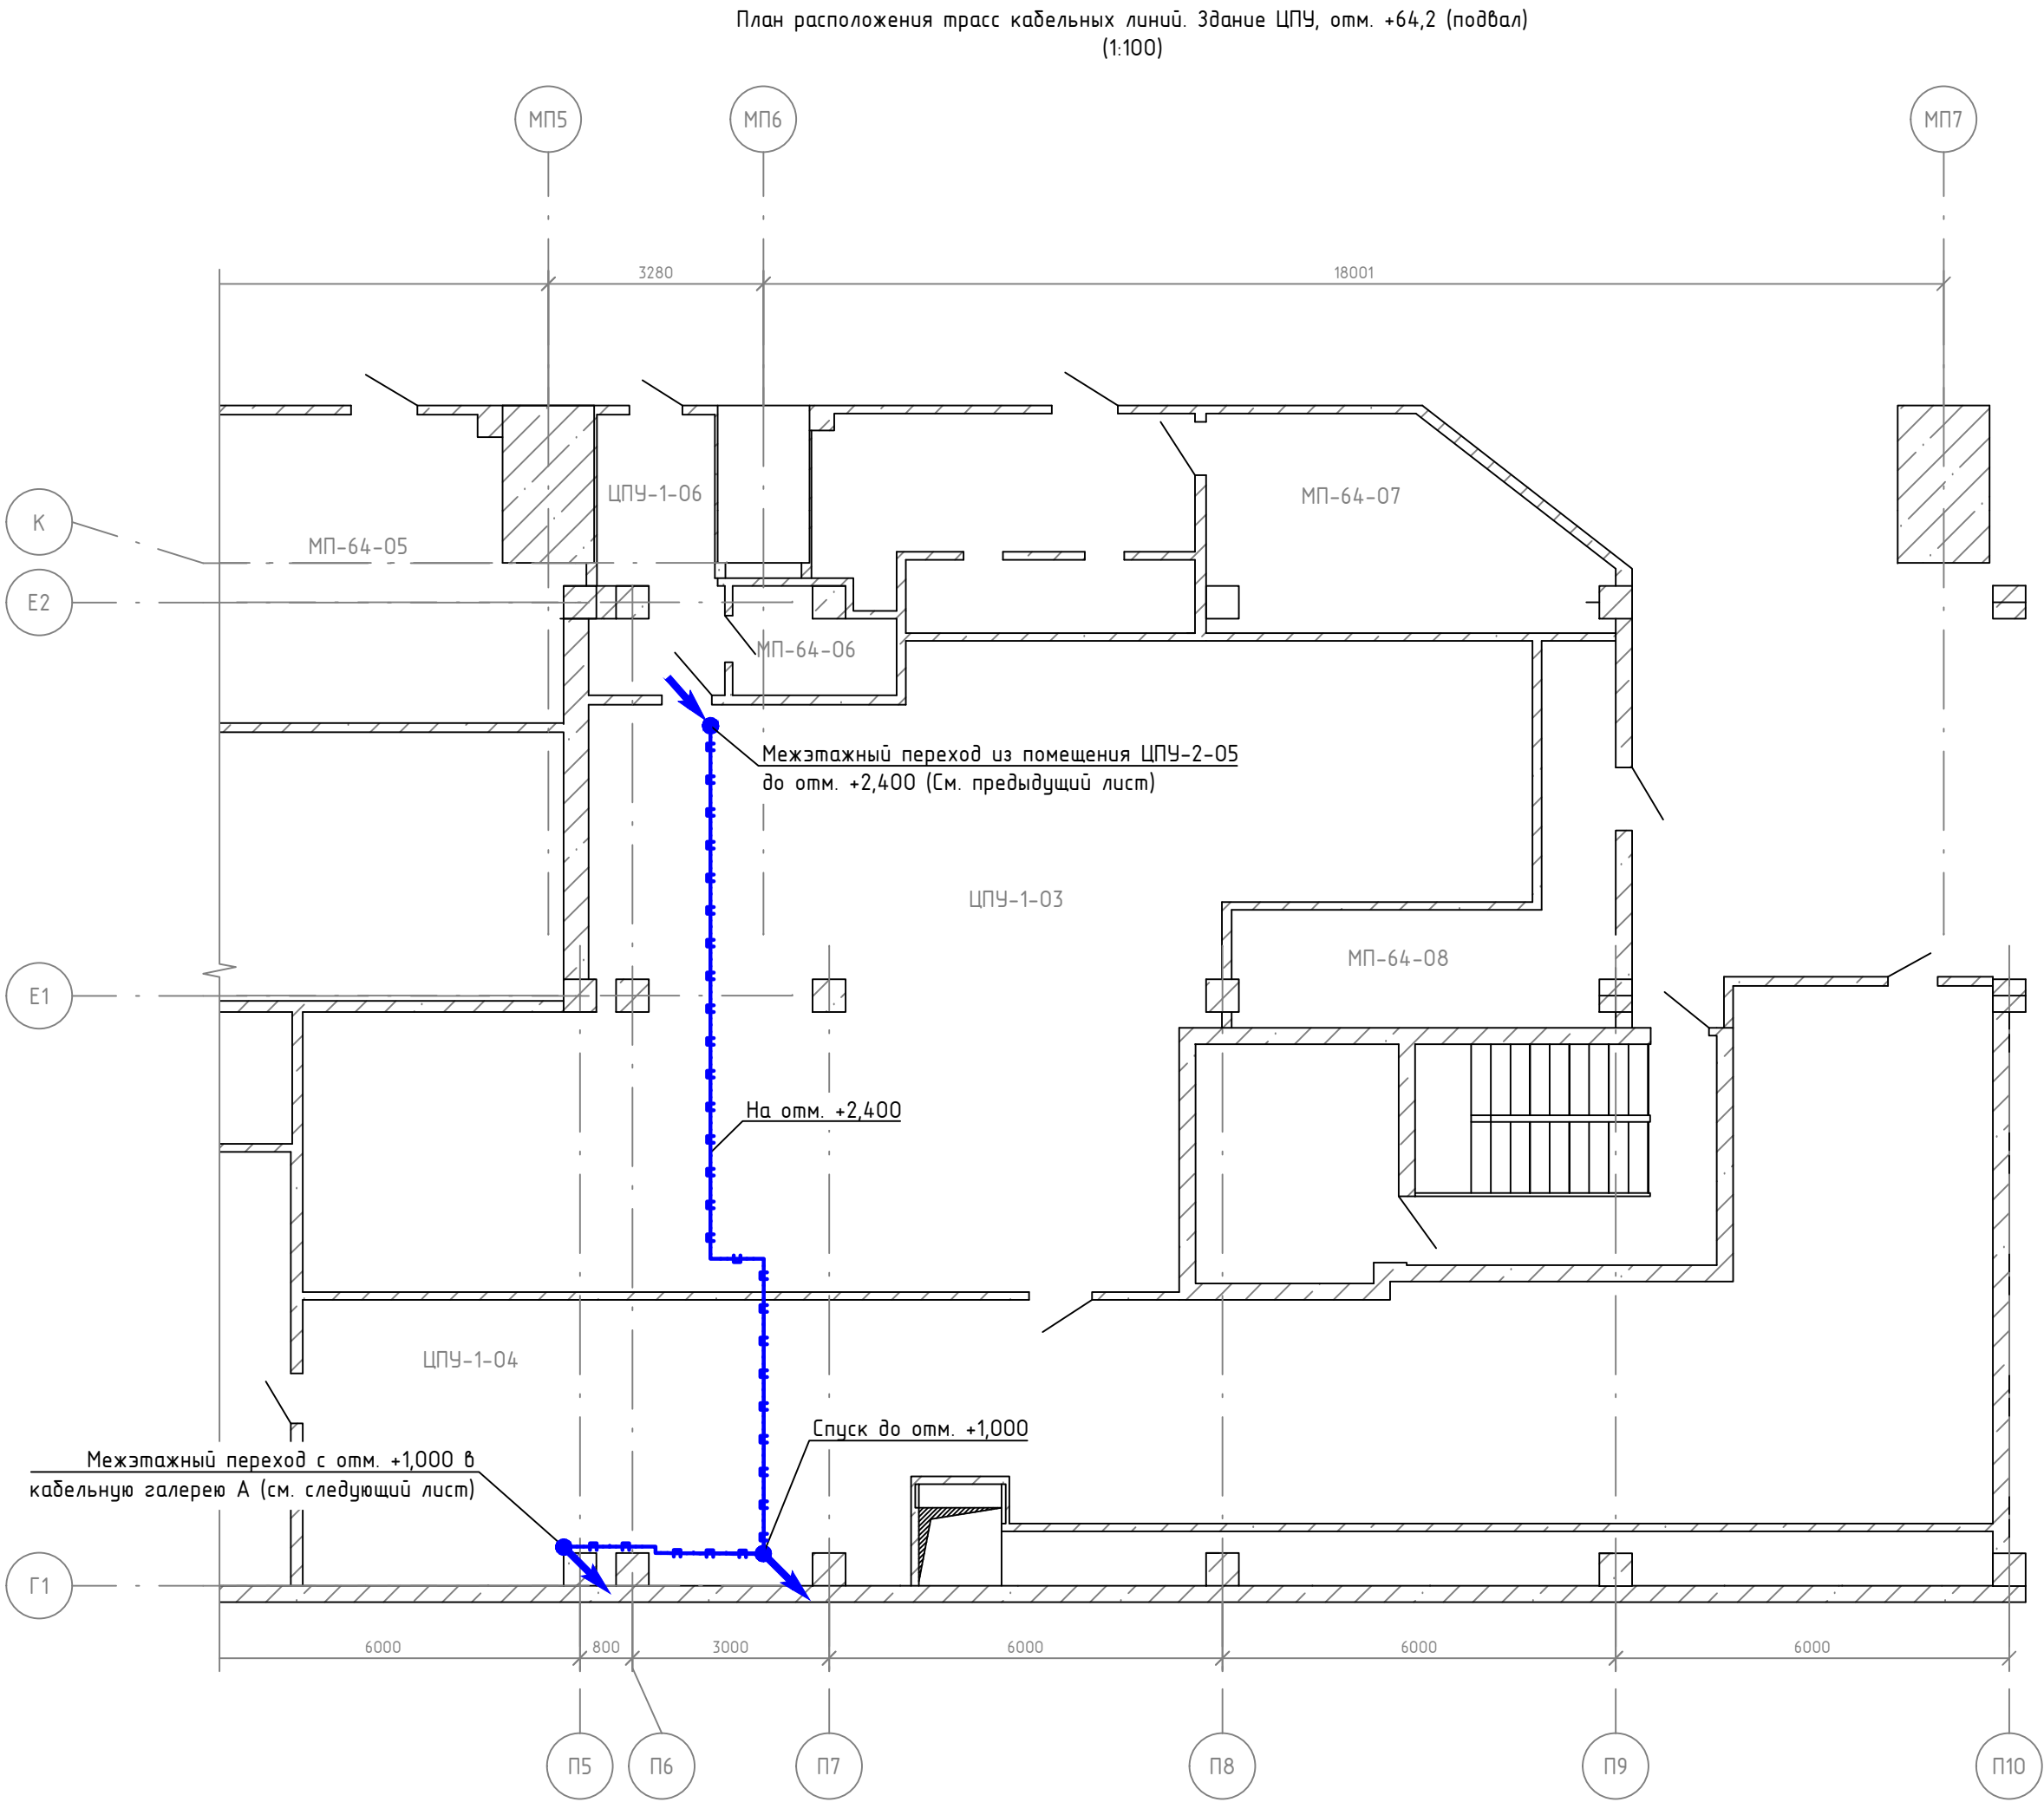 План расположения трасс кабельных линий. Здание ЦПУ, отм. +64,2 (подвал)
(1:100)
МП5
МП6
МП7
3280
18001
ЦПУ-1-06
МП-64-07
К
МП-64-05
Е2
МП-64-06
Межэтажный переход из помещения ЦПУ-2-05
до отм. +2,400 (См. предыдущий лист)
ЦПУ-1-03
МП-64-08
Е1
На отм. +2,400
ЦПУ-1-04
Спуск до отм. +1,000
Межэтажный переход с отм. +1,000 в
кабельную галерею А (см. следующий лист)
Г1
6000
800
3000
6000
6000
6000
П5
П6
П7
П8
П9
П10